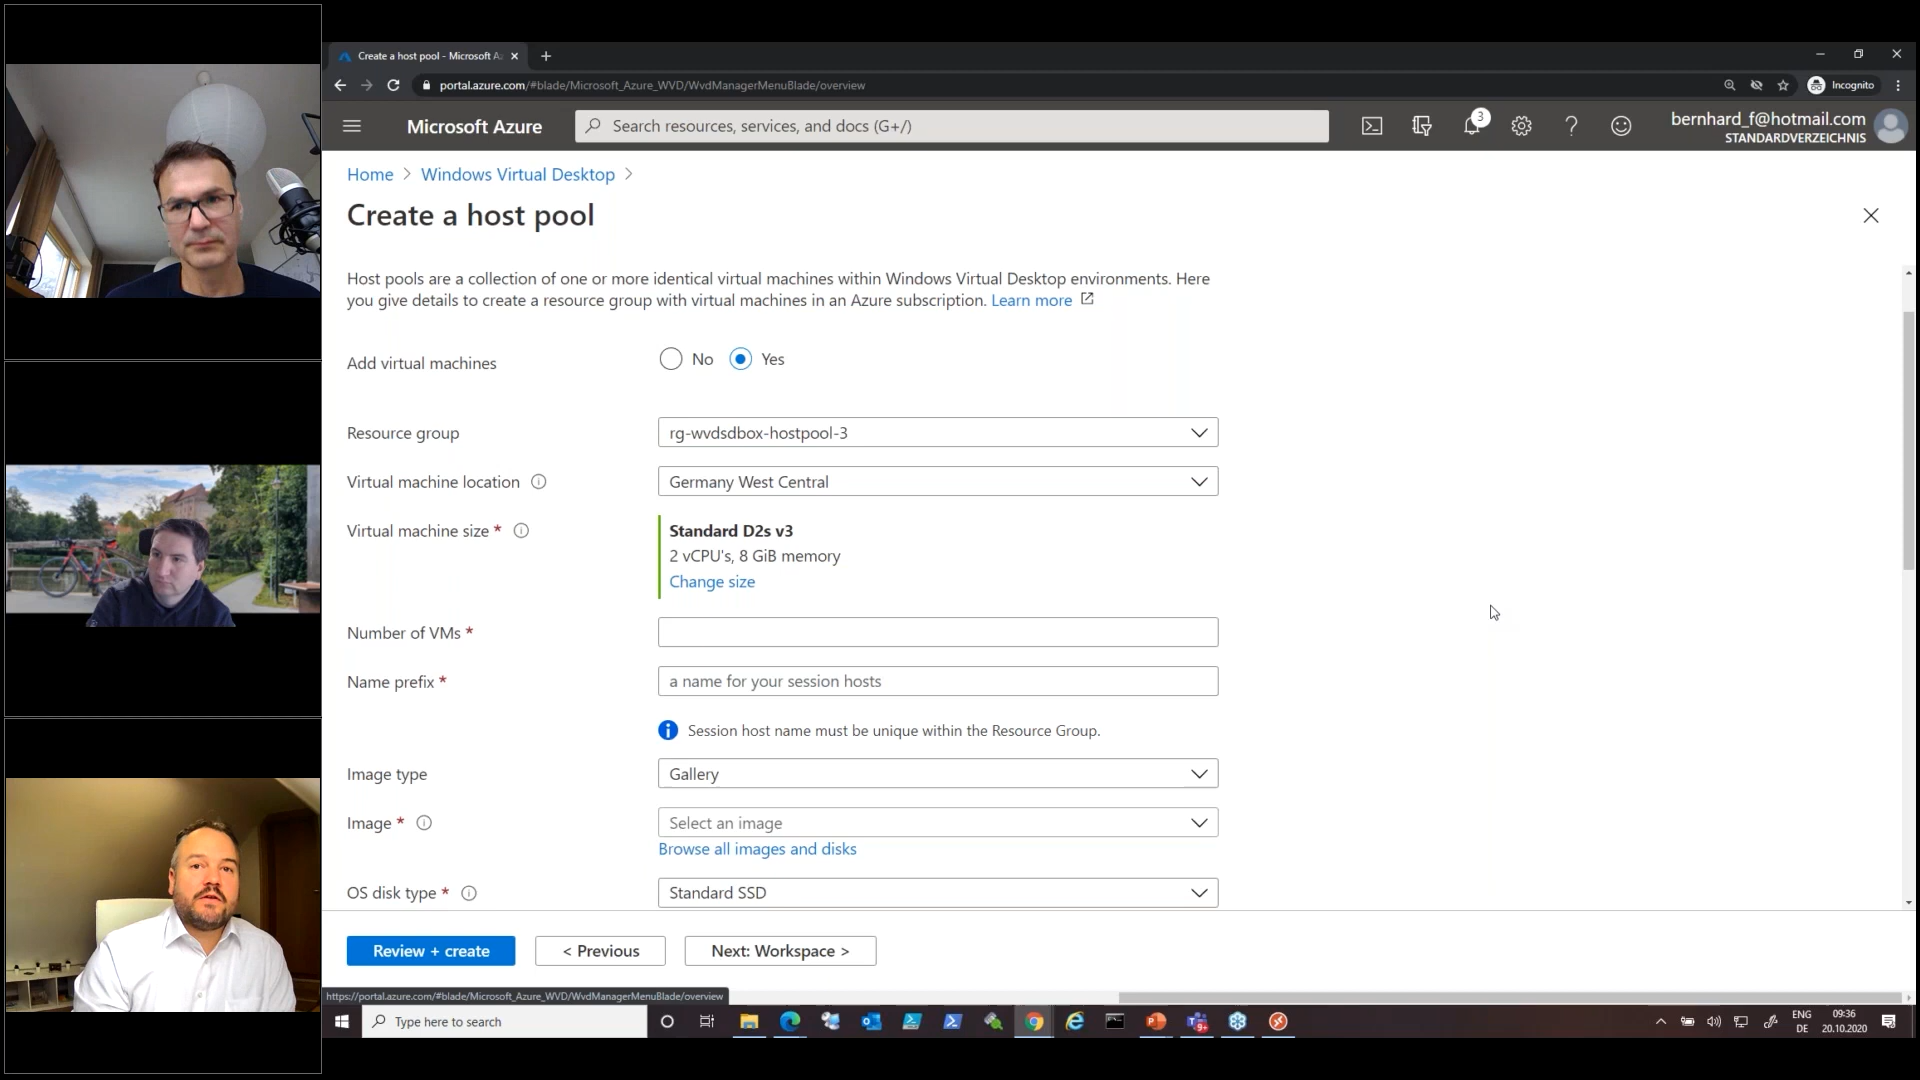 Create a host pool - Microsoft A
portal.azure.com/#blade/Microsoft_Azure_WVD/WvdManagerMenuBlade/overview
Incognito
Microsoft Azure
Search resources, services, and docs (G+/)
3
bernhard_f@hotmail.com
STANDARDVERZEICHNIS
Home > Windows Virtual Desktop >
Create a host pool
Host pools are a collection of one or more identical virtual machines within Windows Virtual Desktop environments. Here
you give details to create a resource group with virtual machines in an Azure subscription. Learn more
Add virtual machines
No
Yes
Resource group
rg-wvdsdbox-hostpool-3
Virtual machine location
Germany West Central
Virtual machine size *
Standard D2s v3
2 vCPU's, 8 GiB memory
Change size
Number of VMs *
Name prefix *
a name for your session hosts
Session host name must be unique within the Resource Group.
Image type
Gallery
Image *
Select an image
Browse all images and disks
OS disk type *
Standard SSD
Review + create
< Previous
Next: Workspace >
https://portal.azure.com/#blade/Microsoft_Azure_WVD/WvdManagerMenuBlade/overview
Type here to search
ENG
DE
09:36
20.10.2020